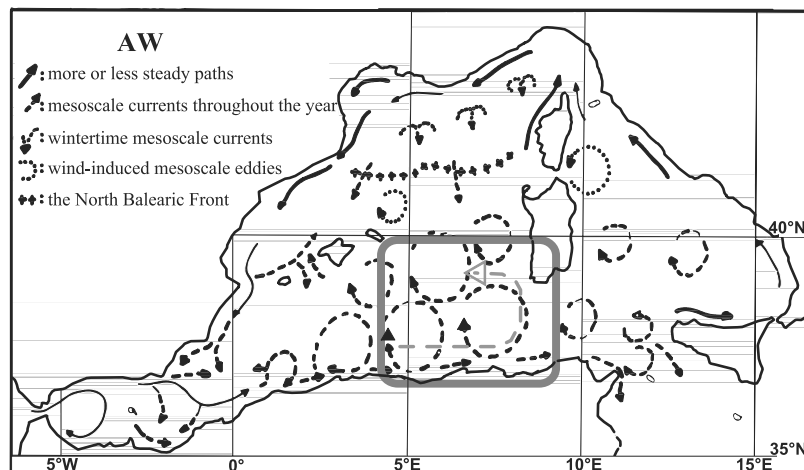 AW
: more or less steady paths
: mesoscale currents throughout the year
: wintertime mesoscale currents
: wind-induced mesoscale eddies
: the North Balearic Front
40°N
35°N
5°W
0°
5°E
10°E
15°E